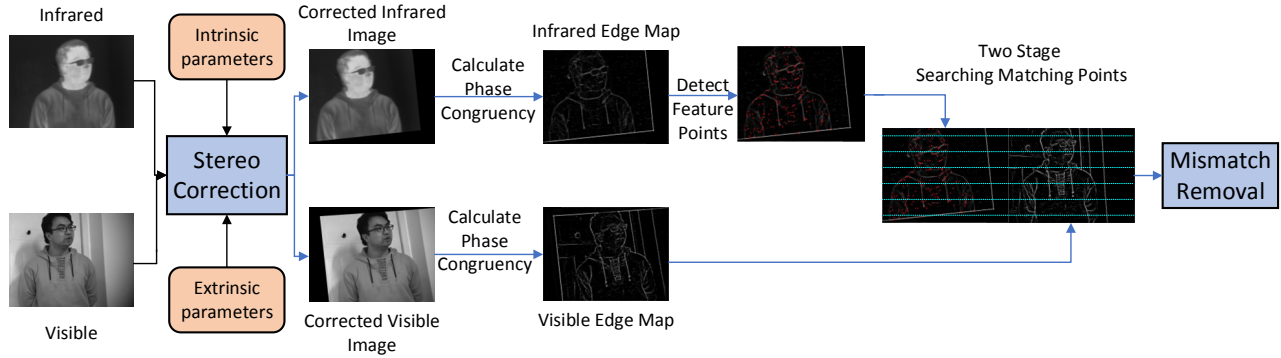 Infrared
Intrinsic
parameters
Corrected Infrared
Image
Calculate
Phase
Congruency
Infrared Edge Map
Detect
Feature
Points
Two Stage
Searching Matching Points
Stereo
Correction
Mismatch
Removal
Visible
Extrinsic
parameters
Corrected Visible
Image
Calculate
Phase
Congruency
Visible Edge Map